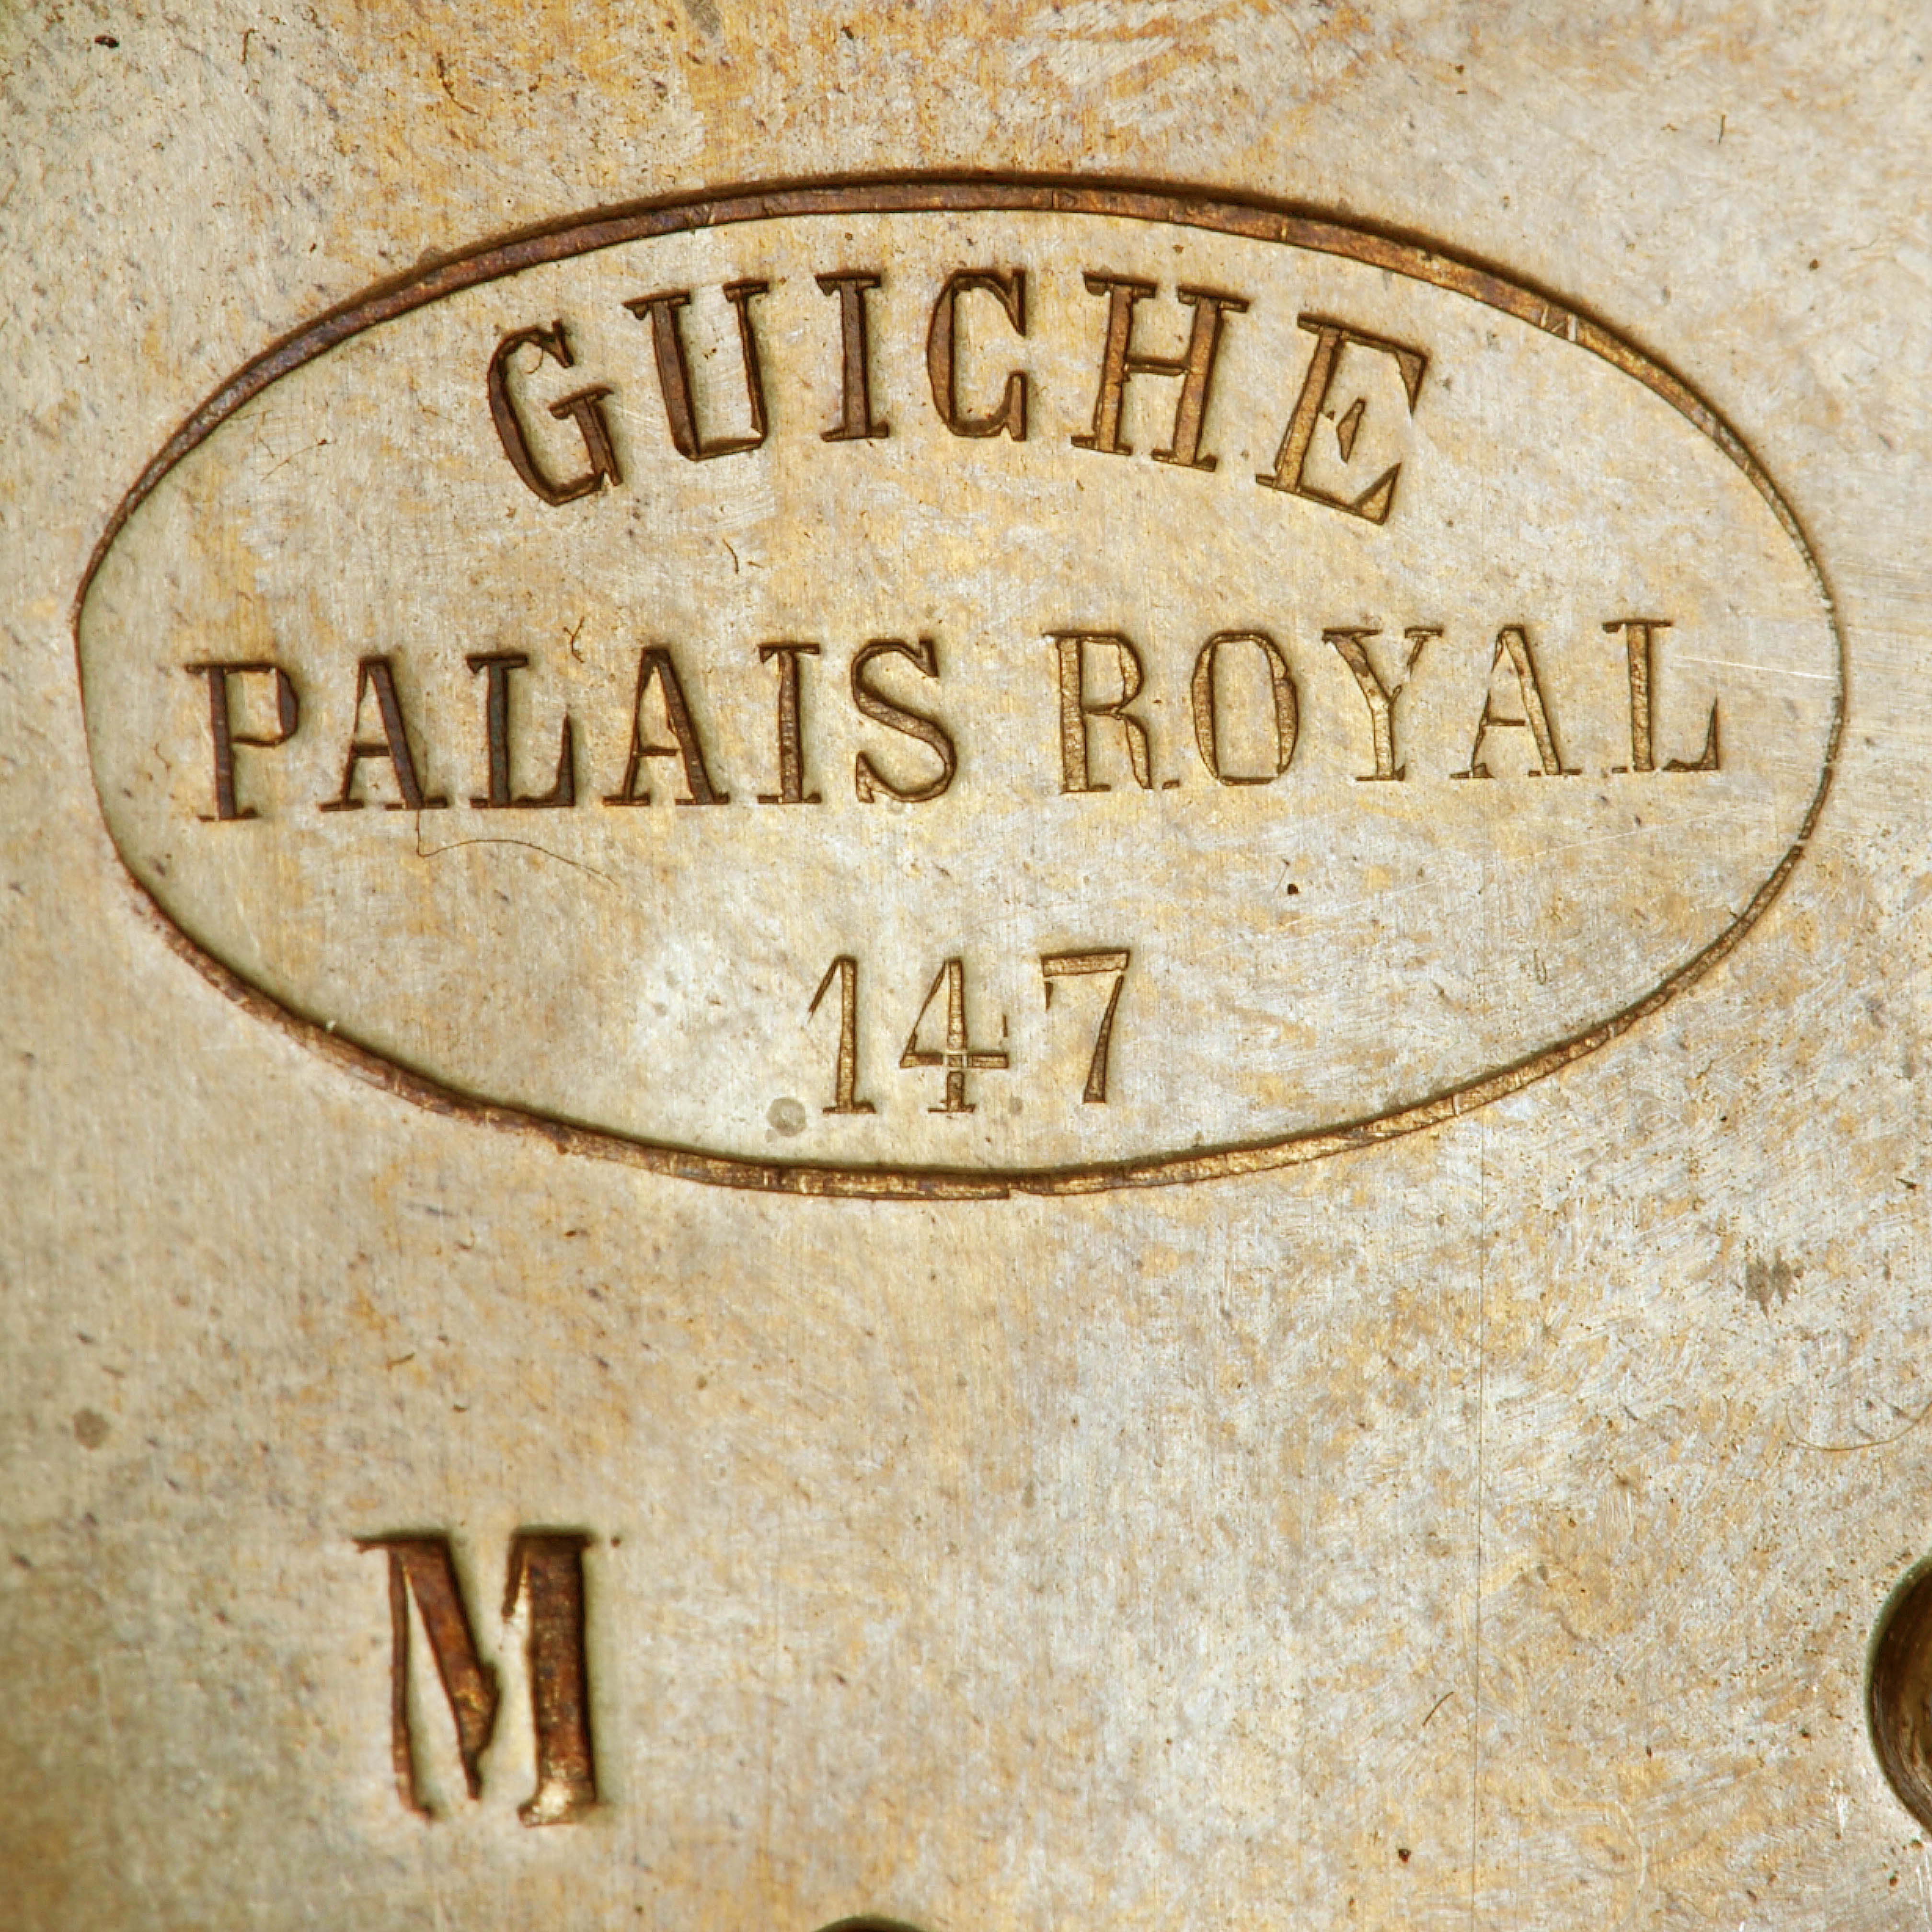 GUICHE
PALAIS ROYAL
147
M